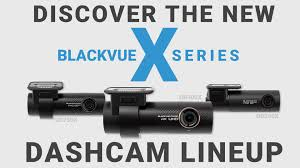 DISCOVER THE NEW
BLACKVUE X SERIES
DASHCAM LINEUP